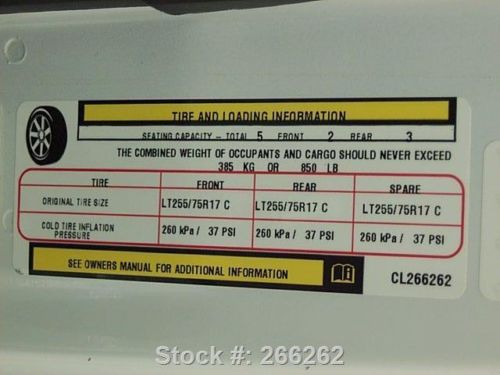 TIRE AND LOADING INFORMATION
SEATING CAPACITY - TOTAL 5 FRONT 2 REAR 3
THE COMBINED WEIGHT OF OCCUPANTS AND CARGO SHOULD NEVER EXCEED
385 KG OR 850 LB
TIRE FRONT REAR SPARE
ORIGINAL TIRE SIZE LT255/75R17 C LT255/75R17 C LT255/75R17 C
COLD TIRE INFLATION PRESSURE 260 kPa / 37 PSI 260 kPa / 37 PSI 260 kPa / 37 PSI
SEE OWNERS MANUAL FOR ADDITIONAL INFORMATION CL266262
Stock #: 266262